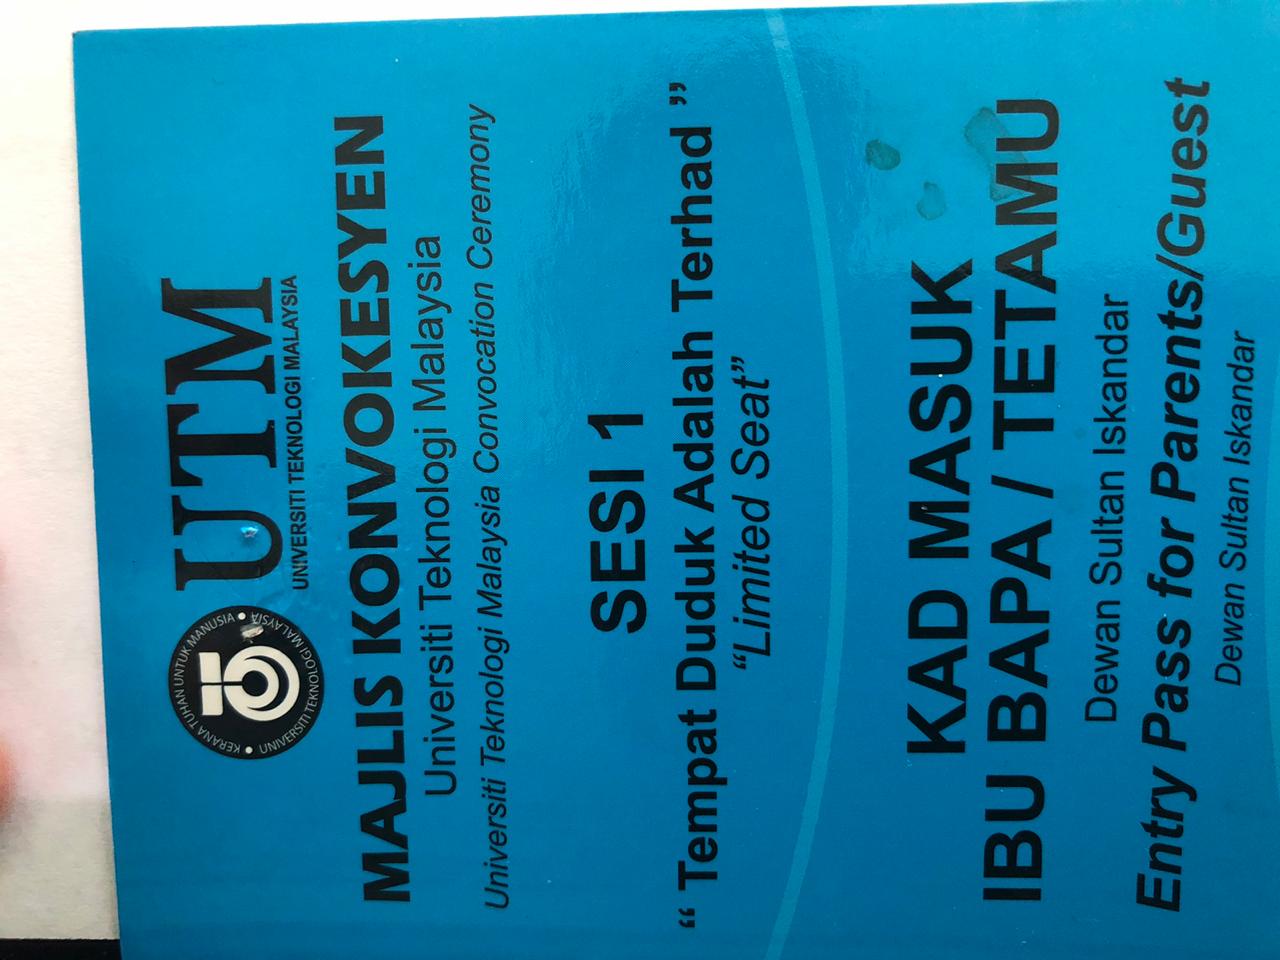 UTM
UNIVERSITI TEKNOLOGI MALAYSIA
KERANA TUHAN UNTUK MANUSIA • UNIVERSITI TEKNOLOGI MALAYSIA •
MAJLIS KONVOKESYEN
Universiti Teknologi Malaysia
Universiti Teknologi Malaysia Convocation Ceremony
SESI 1
“ Tempat Duduk Adalah Terhad ”
“Limited Seat”
KAD MASUK
IBU BAPA / TETAMU
Dewan Sultan Iskandar
Entry Pass for Parents/Guest
Dewan Sultan Iskandar